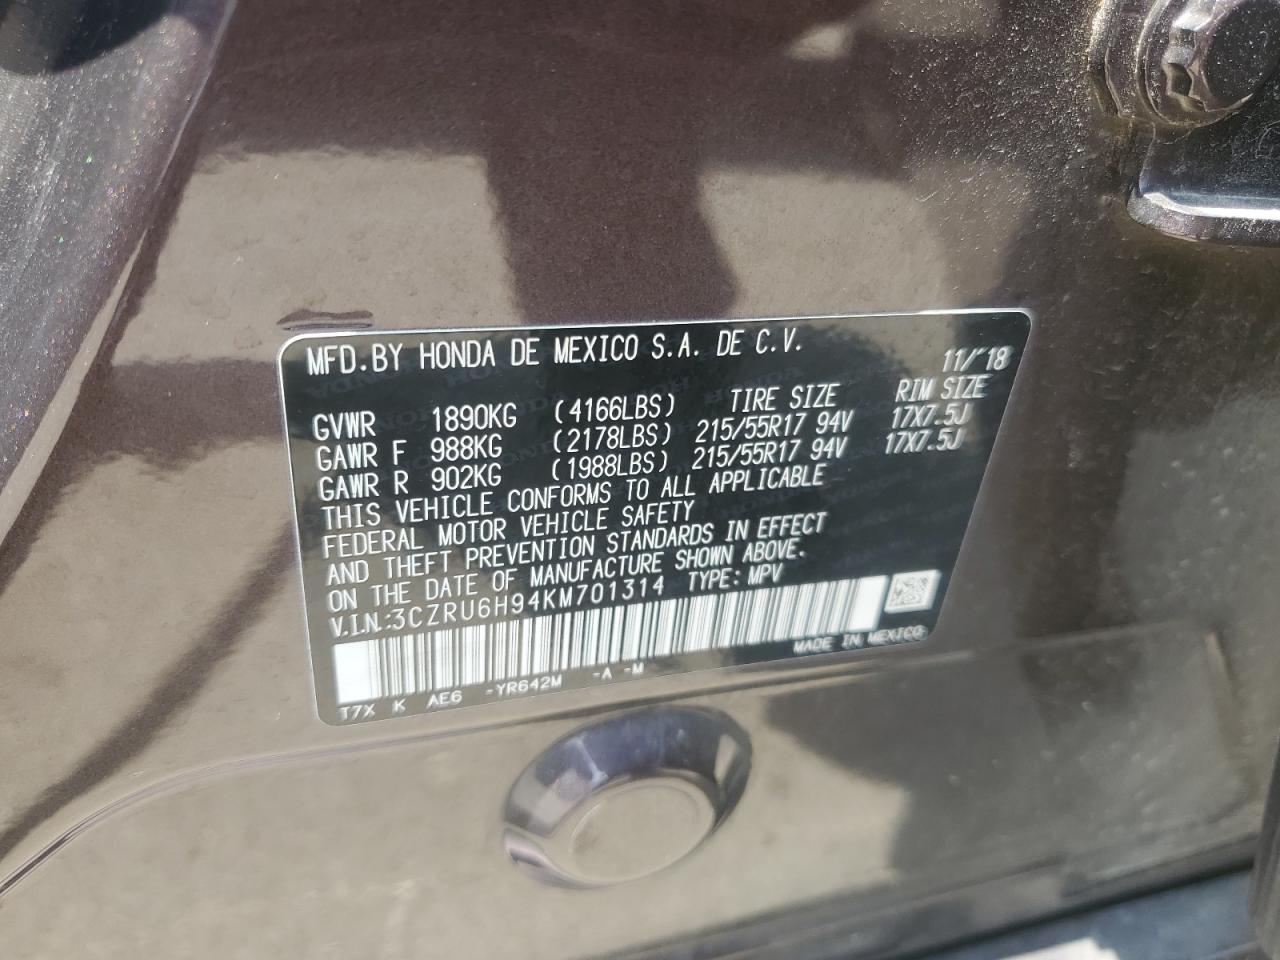 MFD.BY HONDA DE MEXICO S.A. DE C.V.
11/'18
GVWR 1890KG (4166LBS) TIRE SIZE RIM SIZE
GAWR F 988KG (2178LBS) 215/55R17 94V 17X7.5J
GAWR R 902KG (1988LBS) 215/55R17 94V 17X7.5J
THIS VEHICLE CONFORMS TO ALL APPLICABLE
FEDERAL MOTOR VEHICLE SAFETY
AND THEFT PREVENTION STANDARDS IN EFFECT
ON THE DATE OF MANUFACTURE SHOWN ABOVE.
V.I.N.:3CZRU6H94KM701314 TYPE: MPV
MADE IN MEXICO
T7X K AE6 -YR642M -A -M